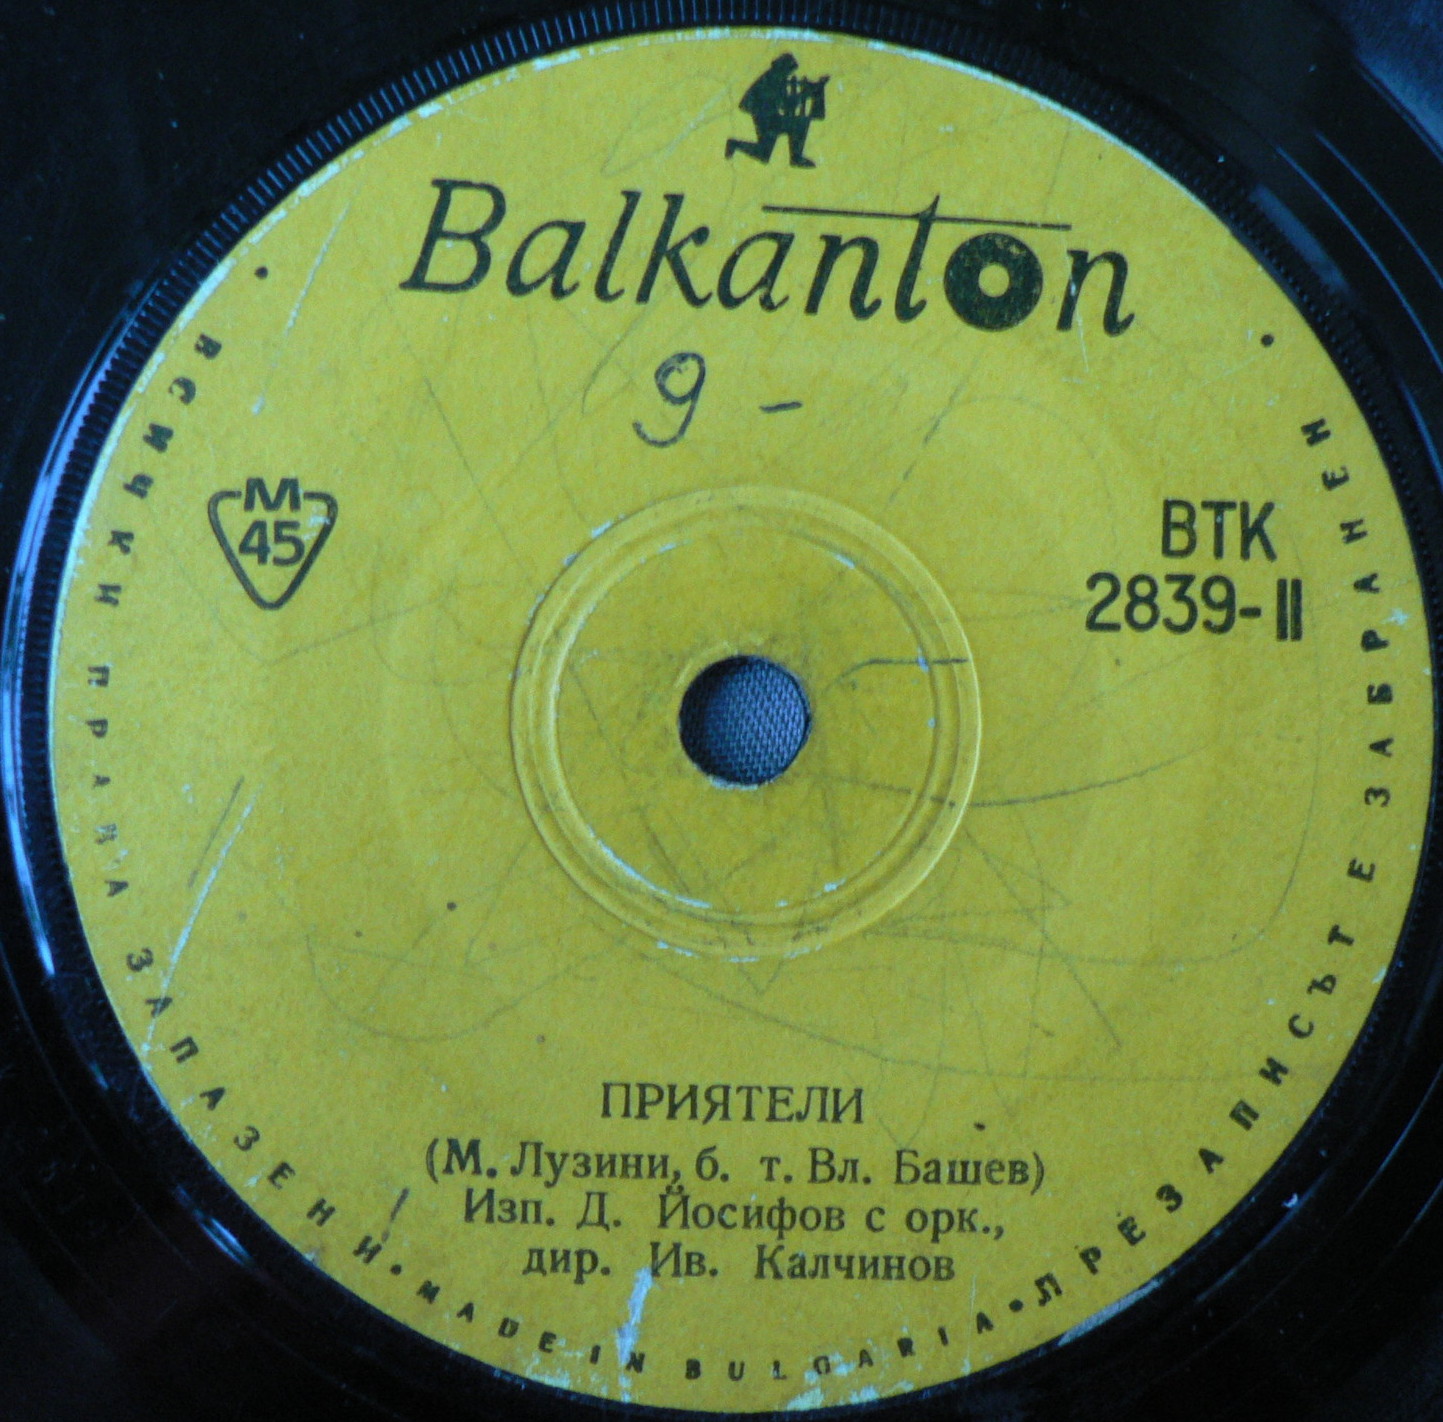 Balkanton
9 -
M
45
ВТК
2839-II
ПРИЯТЕЛИ
(М. Лузини, б. т. Вл. Башев)
Изп. Д. Йосифов с орк.,
дир. Ив. Калчинов
ВСИЧКИ ПРАВА ЗАПАЗЕНИ • MADE IN BULGARIA • ПРЕЗАПИСЪТ Е ЗАБРАНЕН